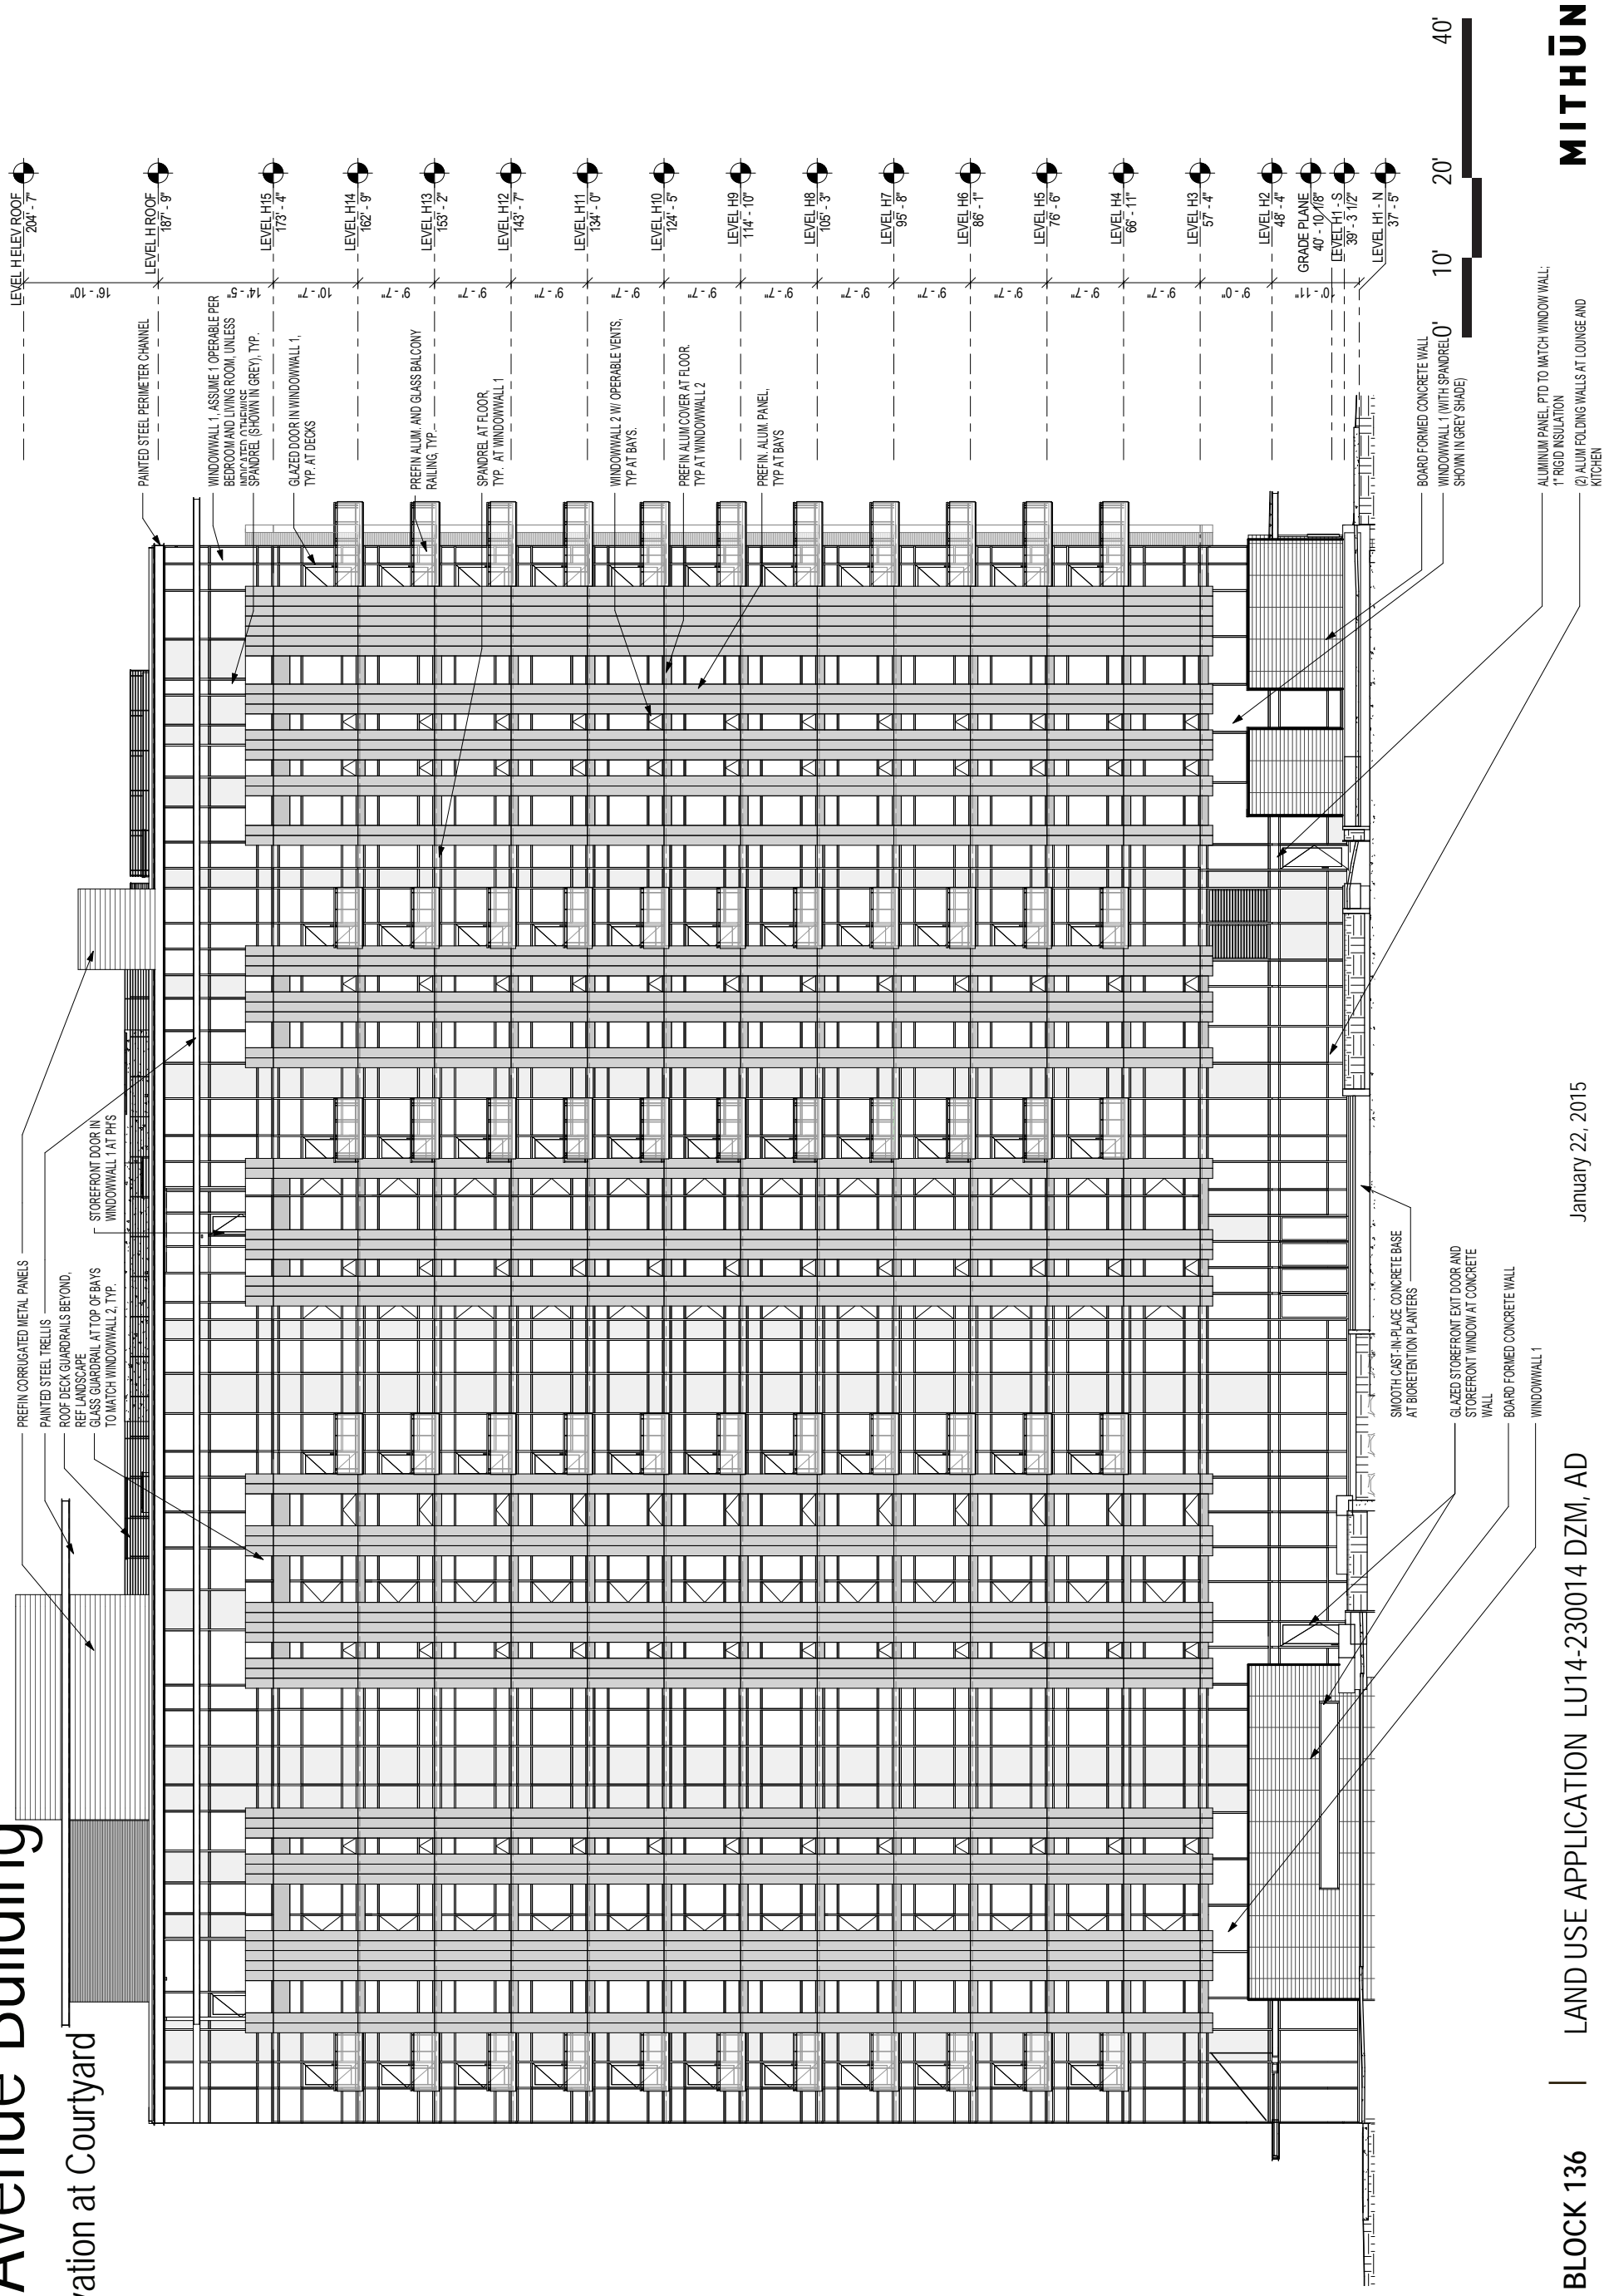 Avenue Building
vation at Courtyard
PREFIN CORRUGATED METAL PANELS
PAINTED STEEL TRELLIS
ROOF DECK GUARDRAILS BEYOND,
REF LANDSCAPE
GLASS GUARDRAIL AT TOP OF BAYS
TO MATCH WINDOWWALL 2, TYP.
STOREFRONT DOOR IN
WINDOWWALL 1 AT PH'S
PAINTED STEEL PERIMETER CHANNEL
WINDOWWALL 1, ASSUME 1 OPERABLE PER
BEDROOM AND LIVING ROOM, UNLESS
INDICATED OTHEWISE
SPANDREL (SHOWN IN GREY), TYP.
GLAZED DOOR IN WINDOWWALL 1,
TYP. AT DECKS
PREFIN ALUM. AND GLASS BALCONY
RAILING, TYP.
SPANDREL AT FLOOR,
TYP. AT WINDOWWALL 1
WINDOWWALL 2 W/ OPERABLE VENTS,
TYP AT BAYS.
PREFIN ALUM COVER AT FLOOR.
TYP AT WINDOWWALL 2
PREFIN. ALUM. PANEL,
TYP AT BAYS
LEVEL H ELEV ROOF
204' - 7"
LEVEL H ROOF
187' - 9"
LEVEL H15
173' - 4"
LEVEL H14
162' - 9"
LEVEL H13
153' - 2"
LEVEL H12
143' - 7"
LEVEL H11
134' - 0"
LEVEL H10
124' - 5"
LEVEL H9
114' - 10"
LEVEL H8
105' - 3"
LEVEL H7
95' - 8"
LEVEL H6
86' - 1"
LEVEL H5
76' - 6"
LEVEL H4
66' - 11"
LEVEL H3
57' - 4"
LEVEL H2
48' - 4"
GRADE PLANE
40' - 10 1/8"
LEVEL H1 - S
39' - 3 1/2"
LEVEL H1 - N
37' - 5"
16' - 10"
14' - 5"
10' - 7"
9' - 7"
9' - 7"
9' - 7"
9' - 7"
9' - 7"
9' - 7"
9' - 7"
9' - 7"
9' - 7"
9' - 7"
9' - 7"
9' - 0"
10' - 11"
BOARD FORMED CONCRETE WALL
WINDOWWALL 1 (WITH SPANDREL
SHOWN IN GREY SHADE)
ALUMINUM PANEL, PTD TO MATCH WINDOW WALL;
1" RIGID INSULATION
(2) ALUM FOLDING WALLS AT LOUNGE AND
KITCHEN
SMOOTH CAST-IN-PLACE CONCRETE BASE
AT BIORETENTION PLANTERS
GLAZED STOREFRONT EXIT DOOR AND
STOREFRONT WINDOW AT CONCRETE
WALL
BOARD FORMED CONCRETE WALL
WINDOWWALL 1
0' 10' 20' 40'
BLOCK 136 | LAND USE APPLICATION LU14-230014 DZM, AD January 22, 2015 MITHŪN